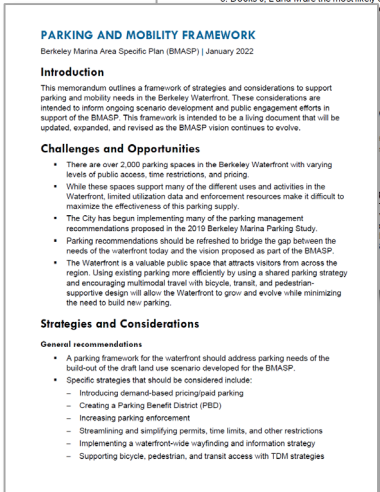 PARKING AND MOBILITY FRAMEWORK
Berkeley Marina Area Specific Plan (BMASP) | January 2022
Introduction
This memorandum outlines a framework of strategies and considerations to support
parking and mobility needs in the Berkeley Waterfront. These considerations are
intended to inform ongoing scenario development and public engagement efforts in
support of the BMASP. This framework is intended to be a living document that will be
updated, expanded, and revised as the BMASP vision continues to evolve.
Challenges and Opportunities
▪ There are over 2,000 parking spaces in the Berkeley Waterfront with varying
levels of public access, time restrictions, and pricing.
▪ While these spaces support many of the different uses and activities in the
Waterfront, limited utilization data and enforcement resources make it difficult to
maximize the effectiveness of this parking supply.
▪ The City has begun implementing many of the parking management
recommendations proposed in the 2019 Berkeley Marina Parking Study.
▪ Parking recommendations should be refreshed to bridge the gap between the
needs of the waterfront today and the vision proposed as part of the BMASP.
▪ The Waterfront is a valuable public space that attracts visitors from across the
region. Using existing parking more efficiently by using a shared parking strategy
and encouraging multimodal travel with bicycle, transit, and pedestrian-
supportive design will allow the Waterfront to grow and evolve while minimizing
the need to build new parking.
Strategies and Considerations
General recommendations
▪ A parking framework for the waterfront should address parking needs of the
build-out of the draft land use scenario developed for the BMASP.
▪ Specific strategies that should be considered include:
– Introducing demand-based pricing/paid parking
– Creating a Parking Benefit District (PBD)
– Increasing parking enforcement
– Streamlining and simplifying permits, time limits, and other restrictions
– Implementing a waterfront-wide wayfinding and information strategy
– Supporting bicycle, pedestrian, and transit access with TDM strategies